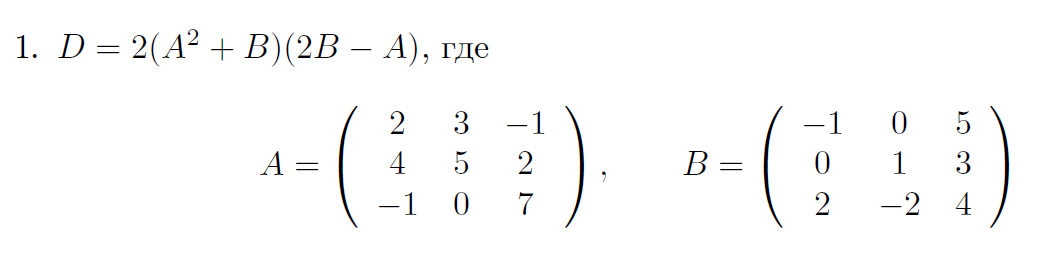 1. D = 2(A² + B)(2B − A), где
A = ( 2 3 −1 4 5 2 −1 0 7 ), B = ( −1 0 5 0 1 3 2 −2 4 )